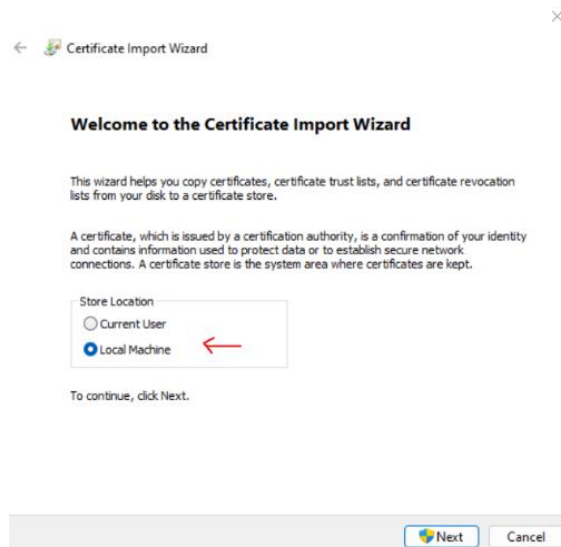 Certificate Import Wizard
Welcome to the Certificate Import Wizard
This wizard helps you copy certificates, certificate trust lists, and certificate revocation
lists from your disk to a certificate store.
A certificate, which is issued by a certification authority, is a confirmation of your identity
and contains information used to protect data or to establish secure network
connections. A certificate store is the system area where certificates are kept.
Store Location
Current User
Local Machine
To continue, click Next.
Next
Cancel